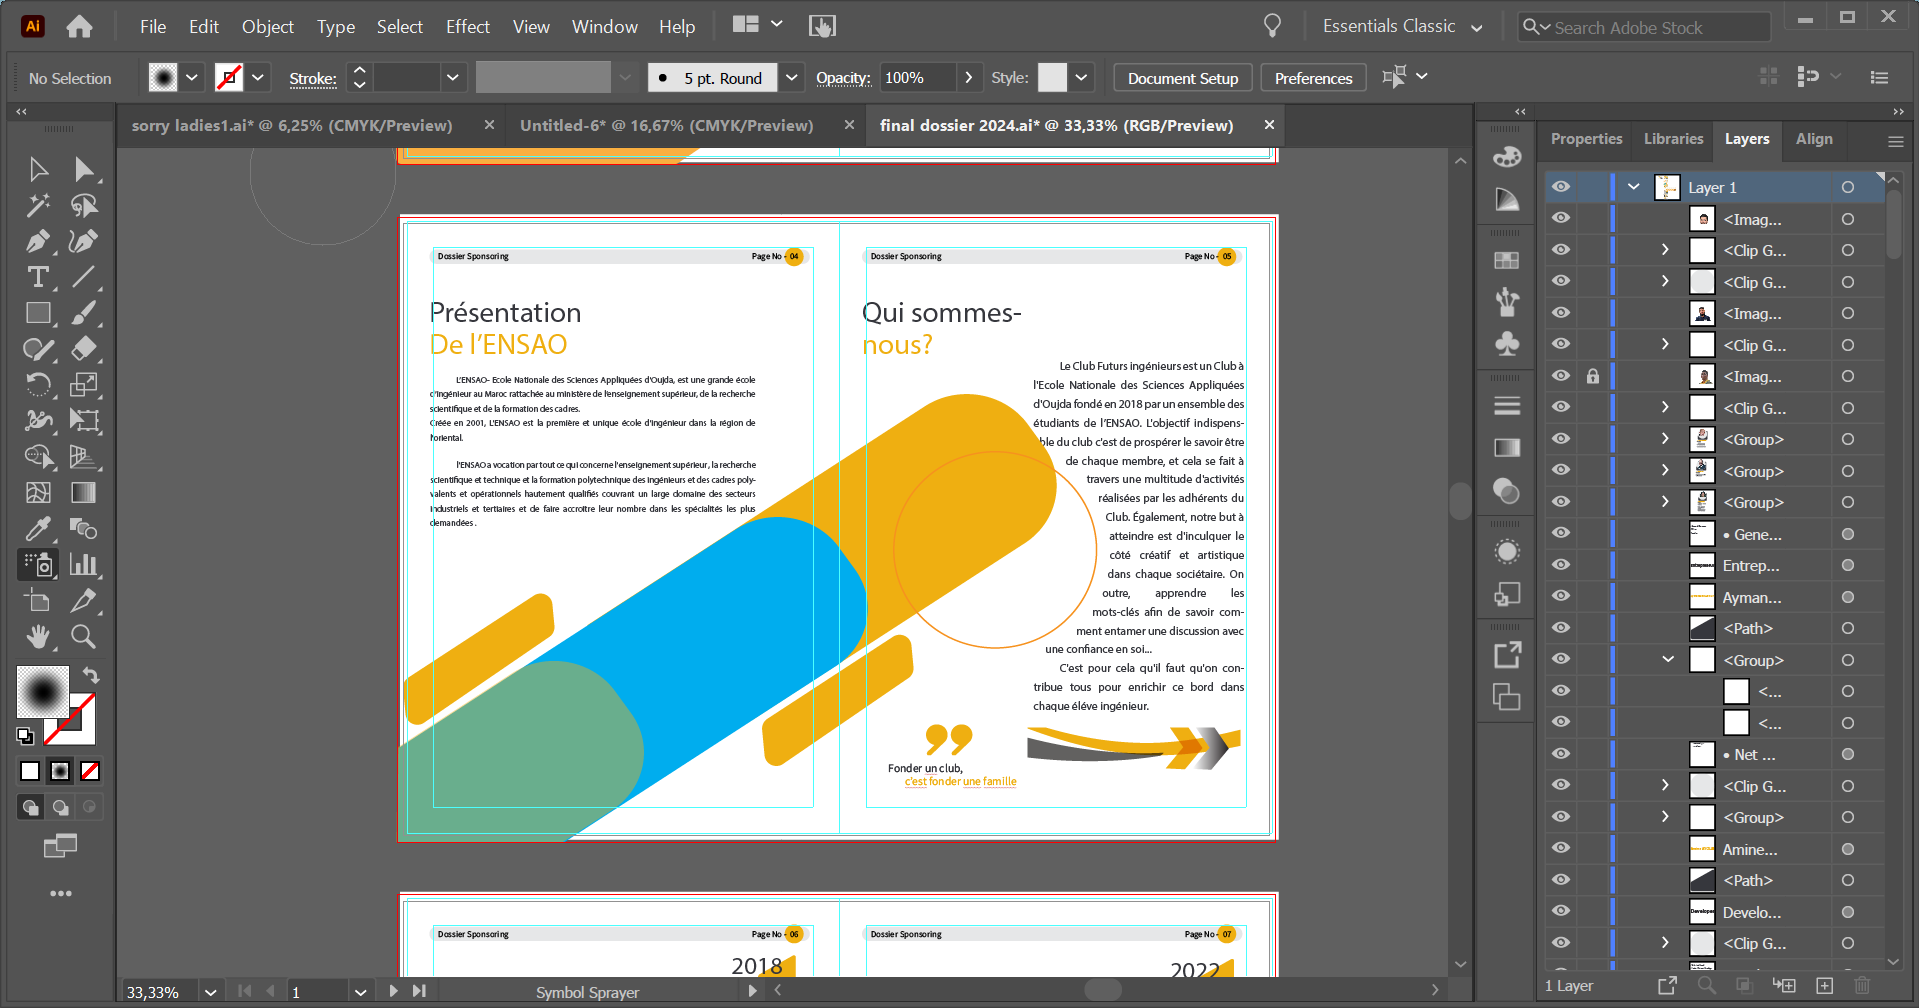 Ai File Edit Object Type Select Effect View Window Help Essentials Classic Search Adobe Stock
No Selection Stroke: 5 pt. Round Opacity: 100% Style: Document Setup Preferences
sorry ladies1.ai* @ 6,25% (CMYK/Preview) Untitled-6* @ 16,67% (CMYK/Preview) final dossier 2024.ai* @ 33,33% (RGB/Preview)
Properties Libraries Layers Align
Dossier Sponsoring Page No - 04
Présentation
De l'ENSAO
L'ENSAO- Ecole Nationale des Sciences Appliquées d'Oujda, est une grande école
d'ingénieur au Maroc rattachée au ministère de l'enseignement supérieur, de la recherche
scientifique et de la formation des cadres.
Créée en 2001, L'ENSAO est la première et unique école d'ingénieur dans la région de
l'oriental.
l'ENSAO a vocation partout ce qui concerne l'enseignement supérieur, la recherche
scientifique et technique et la formation polytechnique des ingénieurs et des cadres poly-
valents et opérationnels hautement qualifiés couvrant un large domaine des secteurs
industriels et tertiaires et de faire accroître leur nombre dans les spécialités les plus
demandées .
Dossier Sponsoring Page No - 05
Qui sommes-
nous?
Le Club Futurs ingénieurs est un Club à
l'Ecole Nationale des Sciences Appliquées
d'Oujda fondé en 2018 par un ensemble des
étudiants de l'ENSAO. L'objectif indispens-
ble du club c'est de prospérer le savoir être
de chaque membre, et cela se fait à
travers une multitude d'activités
réalisées par les adhérents du
Club. Également, notre but à
atteindre est d'inculquer le
côté créatif et artistique
dans chaque sociétaire. On
outre, apprendre les
mots-clés afin de savoir com-
ment entamer une discussion avec
une confiance en soi...
C'est pour cela qu'il faut qu'on con-
tribue tous pour enrichir ce bord dans
chaque éléve ingénieur.
Fonder un club,
c'est fonder une famille
Dossier Sponsoring Page No - 06
2018
Dossier Sponsoring Page No - 07
2022
Layer 1
<Imag...
<Clip G...
<Clip G...
<Imag...
<Clip G...
<Imag...
<Clip G...
<Group>
<Group>
<Group>
• Gene...
Entrep...
Ayman...
<Path>
<Group>
<...
<...
• Net ...
<Clip G...
<Group>
Amine...
<Path>
Develo...
<Clip G...
1 Layer
33,33% 1 Symbol Sprayer